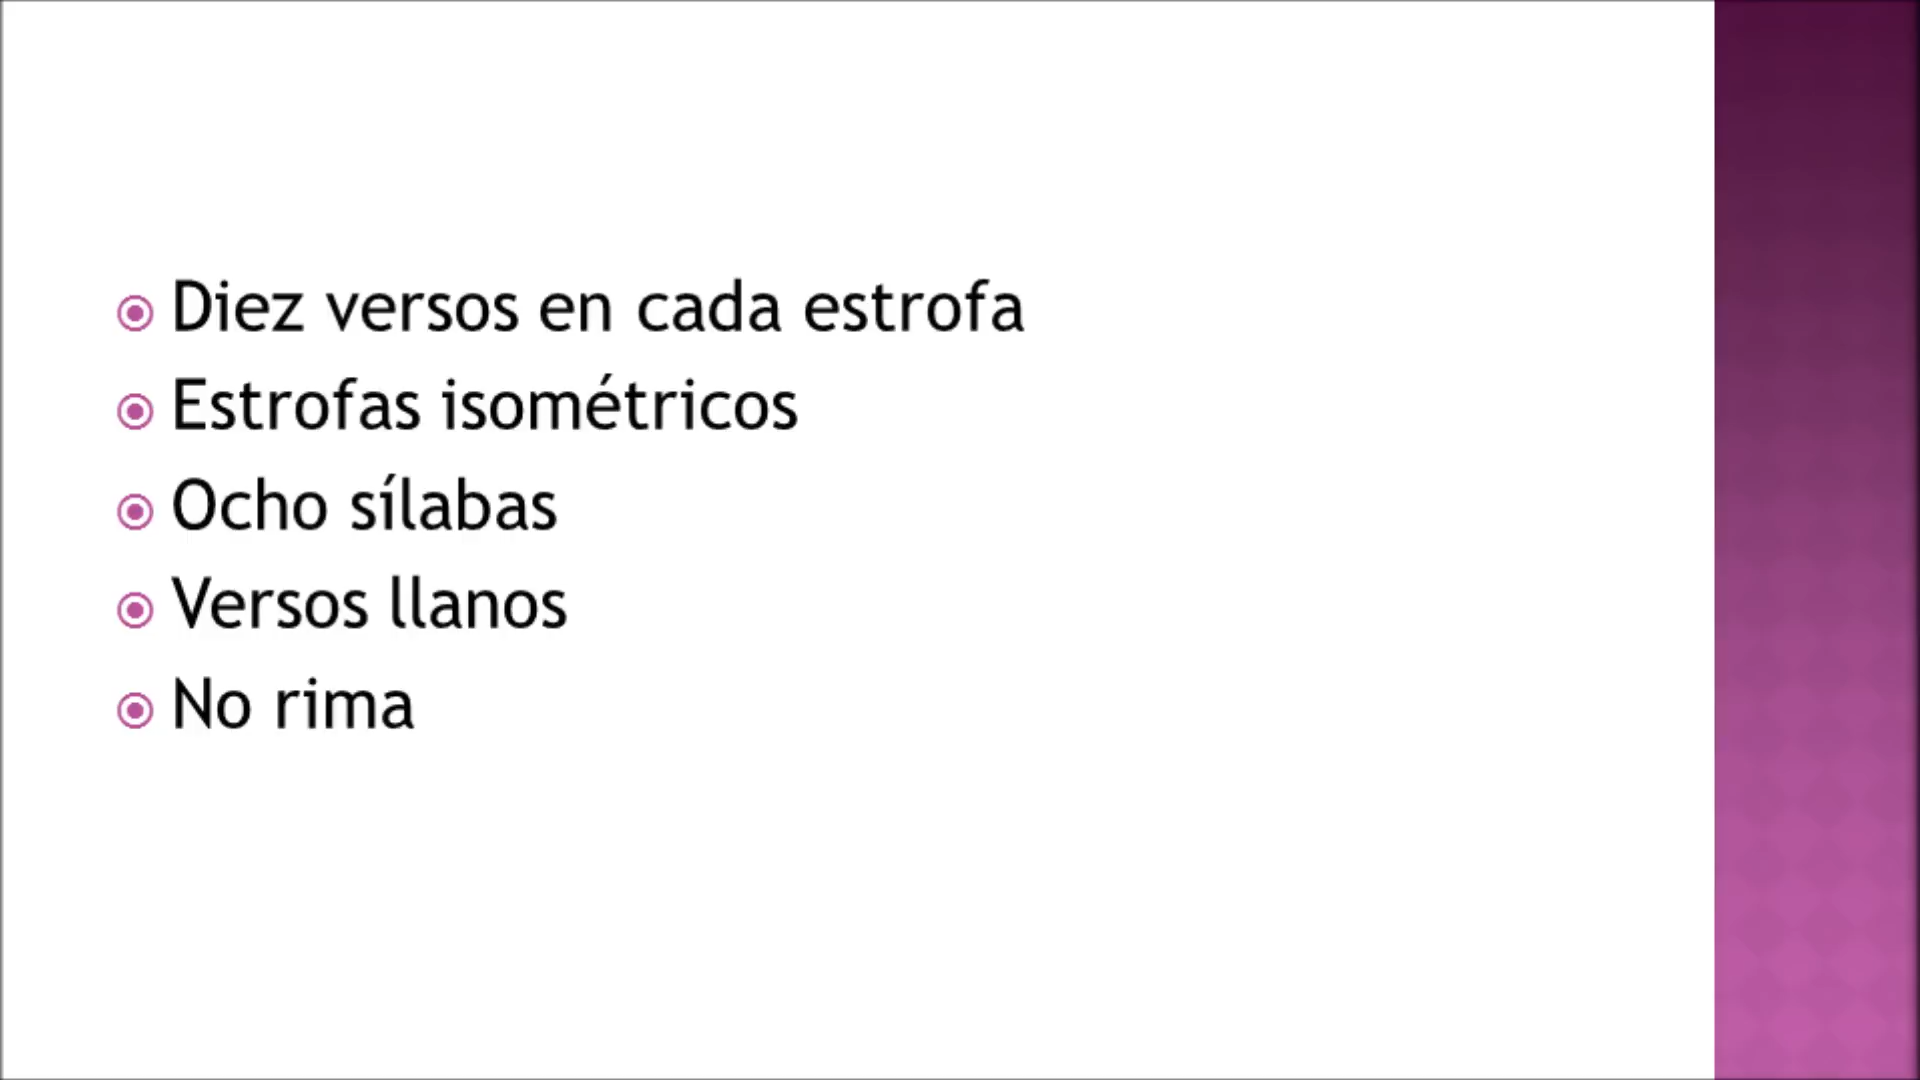 Diez versos en cada estrofa
Estrofas isométricos
Ocho sílabas
Versos llanos
No rima